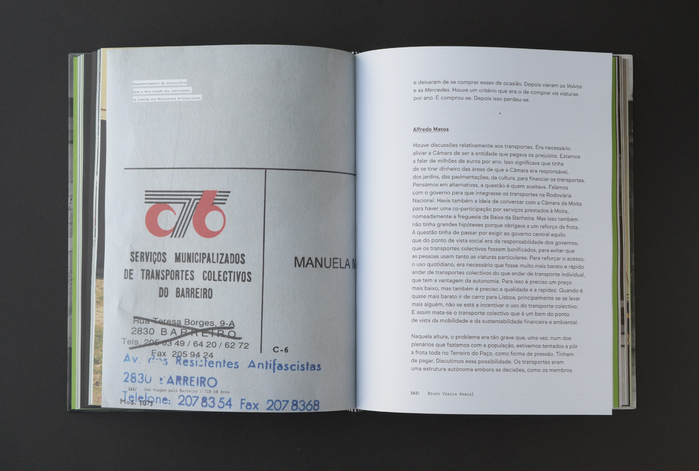 c76
SERVIÇOS MUNICIPALIZADOS
DE TRANSPORTES COLECTIVOS
DO BARREIRO
MANUELA M
Rua Teresa Borges, 9-A
2830 BARREIRO
Tels. 205 93 49 / 64 20 / 62 72
Fax 205 94 24
C-6
Av. dos Resistentes Antifascistas
2830 BARREIRO
Telefone: 207 83 54 Fax 207 83 68
e deixaram de se comprar esses de ocasião. Depois vieram os Volvos
e os Mercedes. Houve um critério que era o de comprar xis viaturas
por ano. E comprou-se. Depois isso perdeu-se.
Alfredo Matos
Houve discussões relativamente aos transportes. Era necessário
aliviar a Câmara de ser a entidade que pagava os prejuízos. Estamos
a falar de milhões de euros por ano. Isso significava que tinha
de se tirar dinheiro das áreas de que a Câmara era responsável,
dos jardins, das pavimentações, da cultura, para financiar os transportes.
Pensámos em alternativas, a questão é quem aceitava. Falámos
com o governo para que integrasse os transportes na Rodoviária
Nacional. Havia também a ideia de conversar com a Câmara da Moita
para haver uma co-participação por serviços prestados à Moita,
nomeadamente à freguesia da Baixa da Banheira. Mas isso também
não tinha grandes hipóteses porque obrigava a um reforço da frota.
A questão tinha de passar por exigir ao governo central aquilo
que do ponto de vista social era da responsabilidade dos governos,
que os transportes colectivos fossem bonificados, para evitar que
as pessoas usem tanto as viaturas particulares. Para reforçar o acesso,
o uso quotidiano, era necessário que fosse muito mais barato e rápido
andar de transportes colectivos do que andar de transporte individual,
que tem a vantagem da autonomia. Para isso é preciso um preço
mais baixo, mas também é preciso a qualidade e a rapidez. Quando é
quase mais barato ir de carro para Lisboa, principalmente se se levar
mais alguém, não se está a incentivar o uso do transporte colectivo.
E assim mata-se o transporte colectivo que é um bem do ponto
de vista da mobilidade e da sustentabilidade financeira e ambiental.
Naquela altura, o problema era tão grave que, uma vez, num dos
plenários que fazíamos com a população, estivemos tentados a pôr
a frota toda no Terreiro do Paço, como forma de pressão. Tinham
de pagar. Discutimos essa possibilidade. Os transportes eram
uma estrutura autónoma embora as decisões, como os membros
Bruno Vieira Amaral